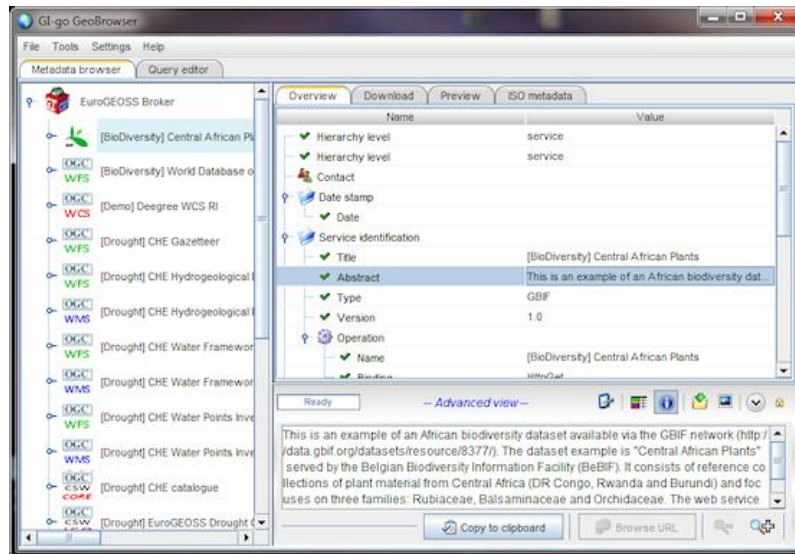 GI-go GeoBrowser
File Tools Settings Help
Metadata browser Query editor
EuroGEOSS Broker
[BioDiversity] Central African Pla
OGC WFS [BioDiversity] World Database o
OGC WCS [Demo] Deegree WCS RI
OGC WFS [Drought] CHE Gazetteer
OGC WFS [Drought] CHE Hydrogeological
OGC WMS [Drought] CHE Hydrogeological
OGC WFS [Drought] CHE Water Framewor
OGC WMS [Drought] CHE Water Framewor
OGC WFS [Drought] CHE Water Points Inve
OGC WMS [Drought] CHE Water Points Inve
OGC CSW CORE [Drought] CHE catalogue
OGC CSW [Drought] EuroGEOSS Drought
Overview Download Preview ISO metadata
Name Value
Hierarchy level service
Hierarchy level service
Contact
Date stamp
Date
Service identification
Title [BioDiversity] Central African Plants
Abstract This is an example of an African biodiversity dat...
Type GBIF
Version 1.0
Operation
Name [BioDiversity] Central African Plants
Binding HttpGet
Ready – Advanced view –
This is an example of an African biodiversity dataset available via the GBIF network (http:/
/data.gbif.org/datasets/resource/8377/). The dataset example is "Central African Plants"
served by the Belgian Biodiversity Information Facility (BeBIF). It consists of reference co
llections of plant material from Central Africa (DR Congo, Rwanda and Burundi) and foc
uses on three families: Rubiaceae, Balsaminaceae and Orchidaceae. The web service
Copy to clipboard Browse URL